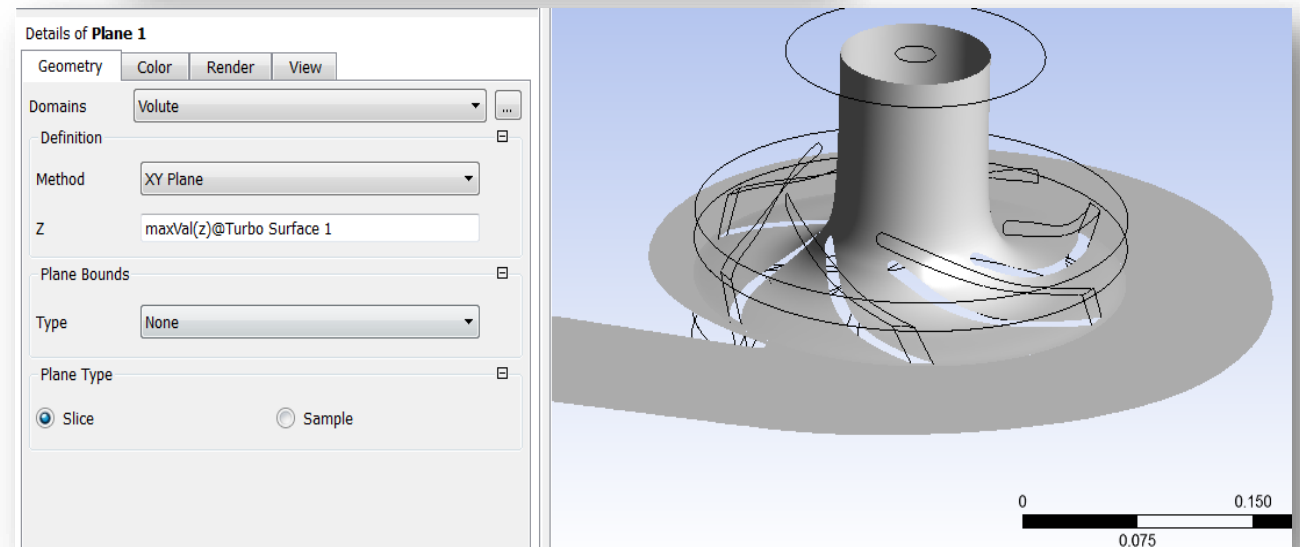 Details of Plane 1
Geometry Color Render View
Domains Volute ...
Definition
Method XY Plane
Z maxVal(z)@Turbo Surface 1
Plane Bounds
Type None
Plane Type
Slice Sample
0 0.150
0.075